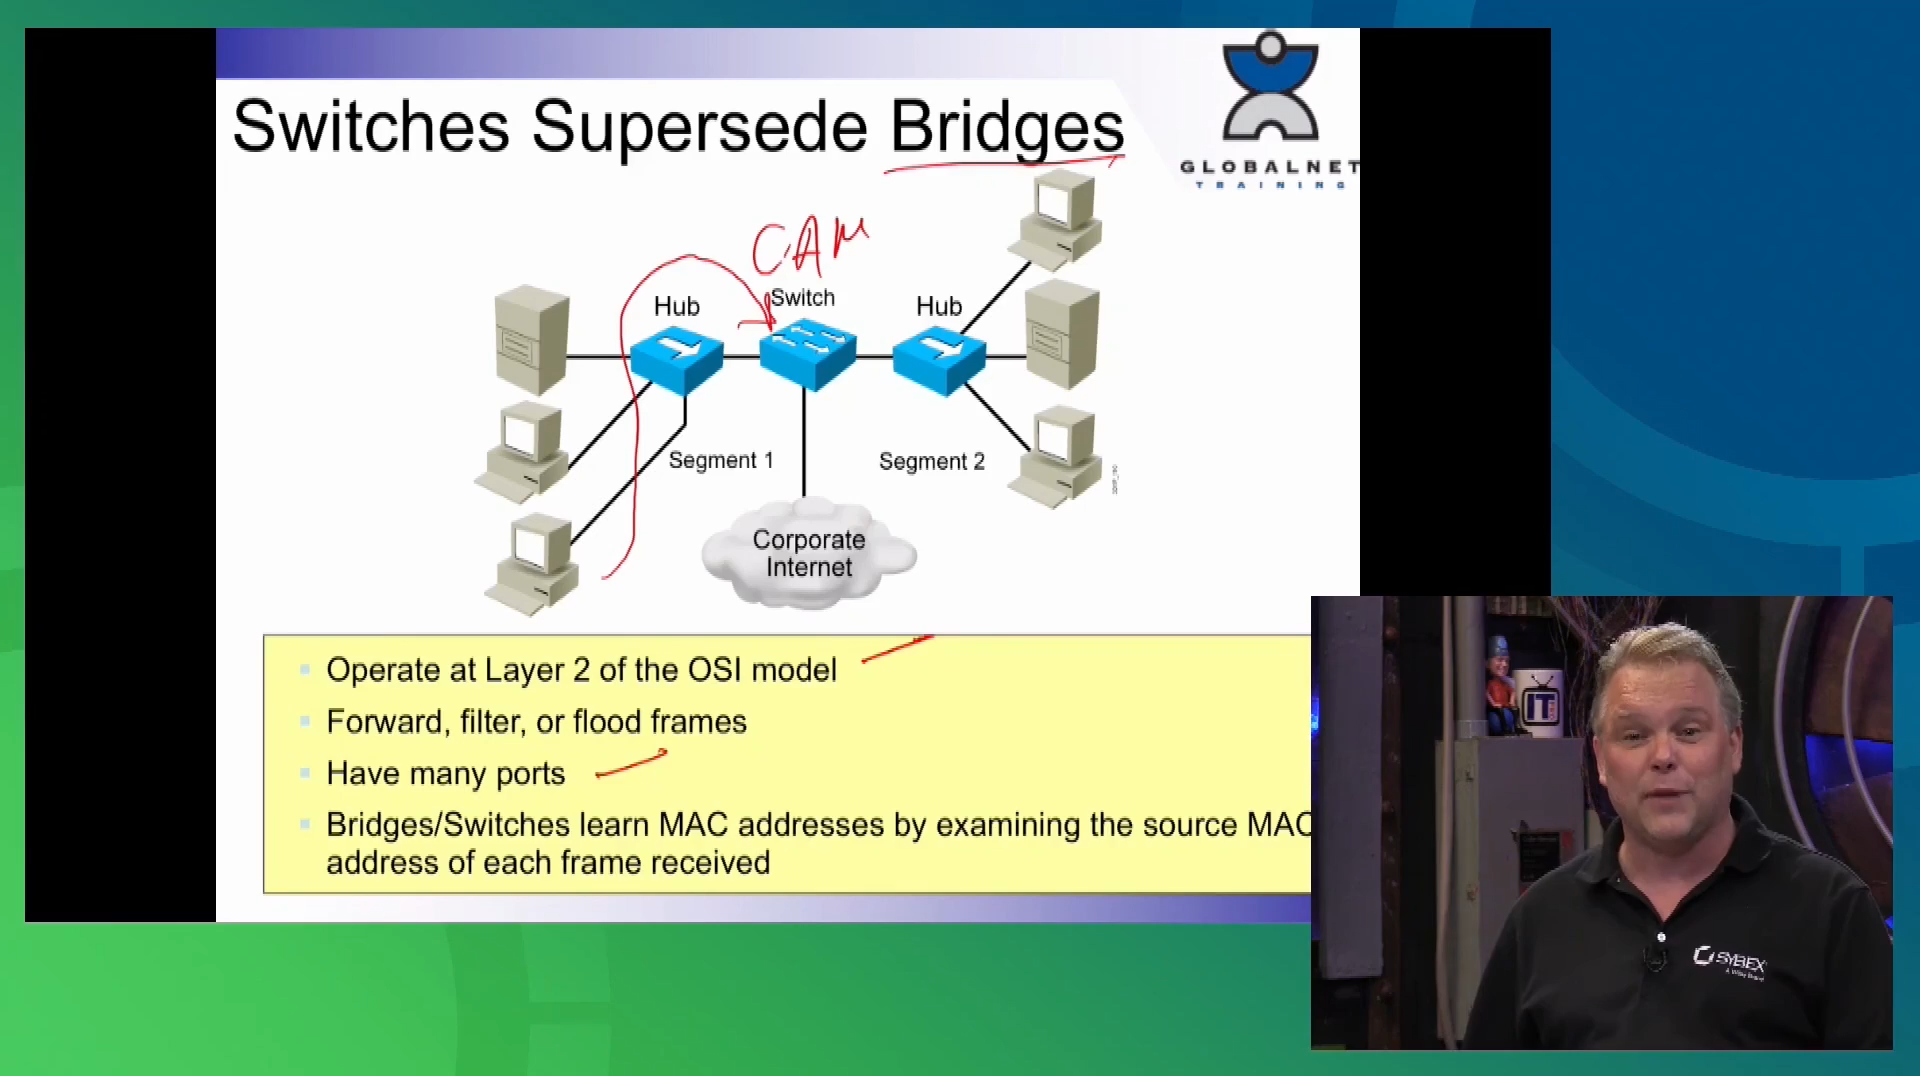 Switches Supersede Bridges
GLOBALNET
TRAINING
CAM
Hub
Switch
Hub
Segment 1
Segment 2
Corporate
Internet
Operate at Layer 2 of the OSI model
Forward, filter, or flood frames
Have many ports
Bridges/Switches learn MAC addresses by examining the source MAC
address of each frame received
IT
SYBEX
A Wiley Brand